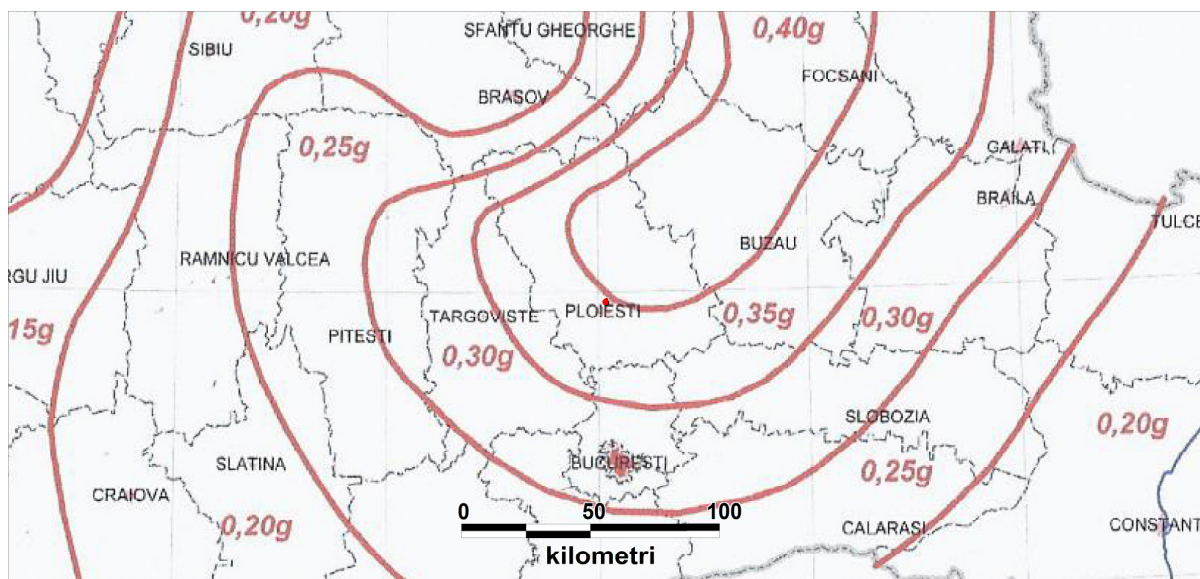 0,20g
SIBIU
SFANTU GHEORGHE
0,40g
FOCSANI
BRASOV
0,25g
GALATI
BRAILA
TULCE
RGU JIU
RAMNICU VALCEA
BUZAU
15g
PITESTI
TARGOVISTE
PLOIESTI
0,35g
0,30g
0,30g
SLOBOZIA
0,20g
SLATINA
BUCURESTI
0,25g
CRAIOVA
0,20g
0 50 100
kilometri
CALARASI
CONSTANT